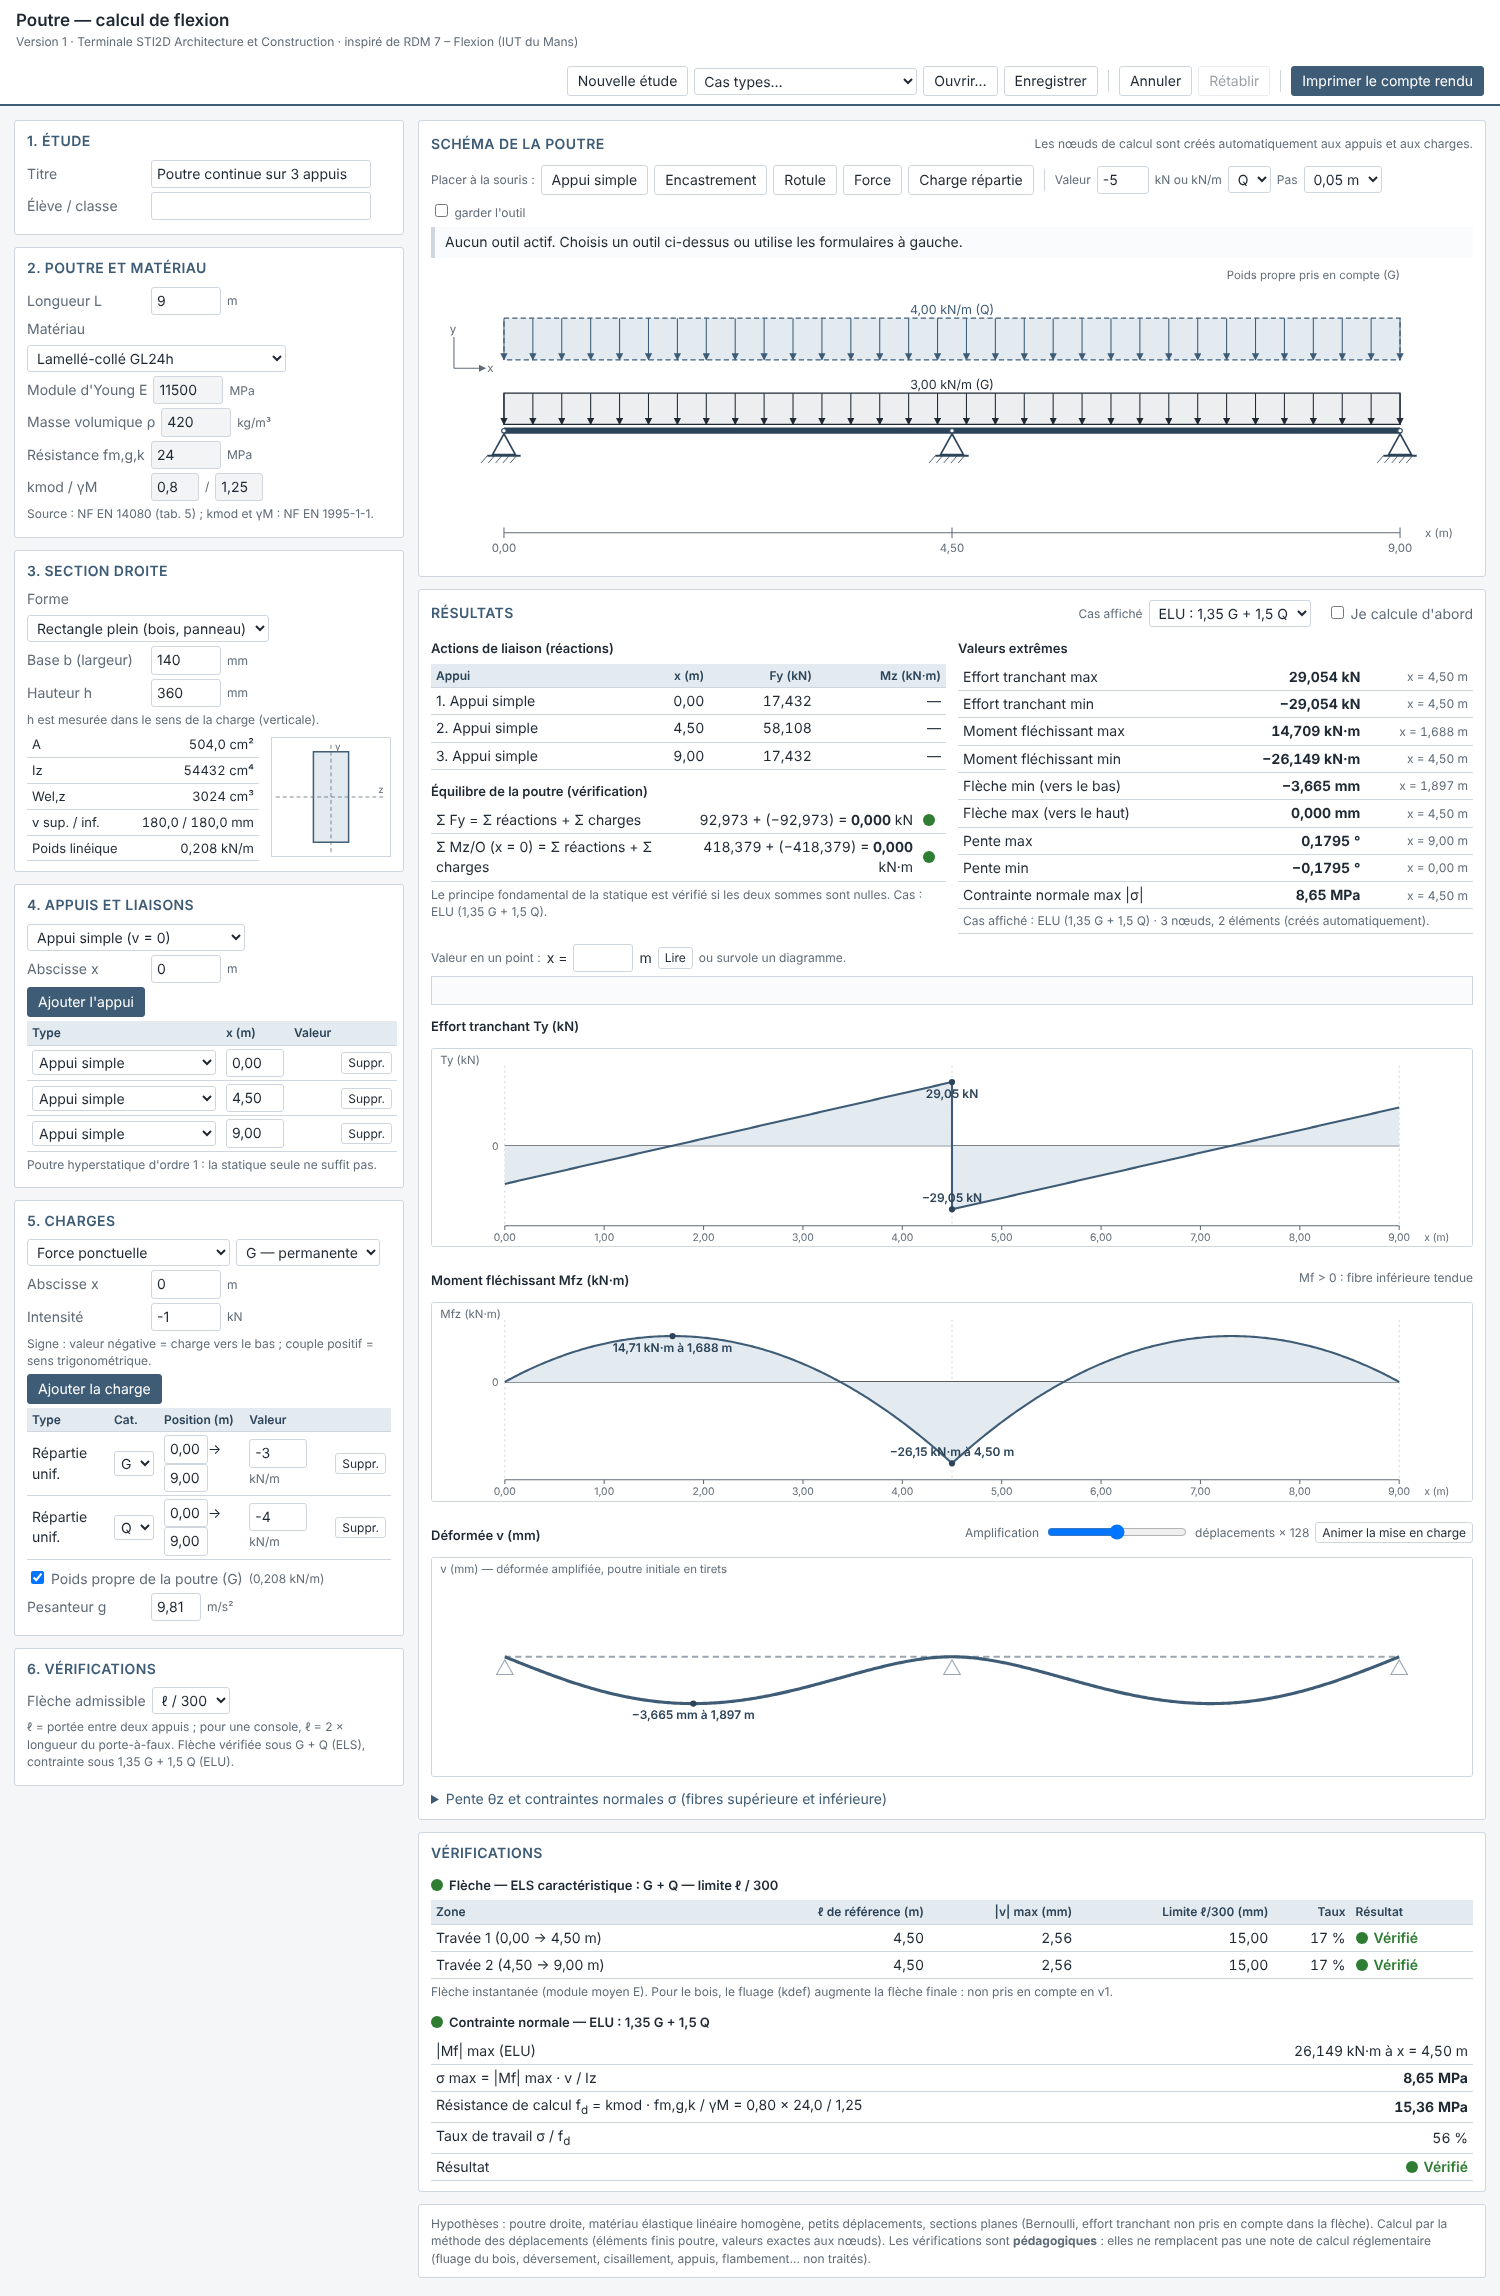 Poutre — calcul de flexion
Version 1 · Terminale STI2D Architecture et Construction · inspiré de RDM 7 – Flexion (IUT du Mans)
Nouvelle étude Cas types... Ouvrir... Enregistrer Annuler Rétablir Imprimer le compte rendu
1. ÉTUDE
Titre Poutre continue sur 3 appuis
Élève / classe
2. POUTRE ET MATÉRIAU
Longueur L 9 m
Matériau
Lamellé-collé GL24h
Module d'Young E 11500 MPa
Masse volumique ρ 420 kg/m³
Résistance fm,g,k 24 MPa
kmod / γM 0,8 / 1,25
Source : NF EN 14080 (tab. 5) ; kmod et γM : NF EN 1995-1-1.
3. SECTION DROITE
Forme
Rectangle plein (bois, panneau)
Base b (largeur) 140 mm
Hauteur h 360 mm
h est mesurée dans le sens de la charge (verticale).
A 504,0 cm²
Iz 54432 cm⁴
Wel,z 3024 cm³
v sup. / inf. 180,0 / 180,0 mm
Poids linéique 0,208 kN/m
y
z
4. APPUIS ET LIAISONS
Appui simple (v = 0)
Abscisse x 0 m
Ajouter l'appui
Type x (m) Valeur
Appui simple 0,00 Suppr.
Appui simple 4,50 Suppr.
Appui simple 9,00 Suppr.
Poutre hyperstatique d'ordre 1 : la statique seule ne suffit pas.
5. CHARGES
Force ponctuelle G — permanente
Abscisse x 0 m
Intensité -1 kN
Signe : valeur négative = charge vers le bas ; couple positif =
sens trigonométrique.
Ajouter la charge
Type Cat. Position (m) Valeur
Répartie unif. G 0,00 → 9,00 -3 kN/m Suppr.
Répartie unif. Q 0,00 → 9,00 -4 kN/m Suppr.
Poids propre de la poutre (G) (0,208 kN/m)
Pesanteur g 9,81 m/s²
6. VÉRIFICATIONS
Flèche admissible ℓ / 300
ℓ = portée entre deux appuis ; pour une console, ℓ = 2 ×
longueur du porte-à-faux. Flèche vérifiée sous G + Q (ELS),
contrainte sous 1,35 G + 1,5 Q (ELU).
SCHÉMA DE LA POUTRE Les nœuds de calcul sont créés automatiquement aux appuis et aux charges.
Placer à la souris : Appui simple Encastrement Rotule Force Charge répartie Valeur -5 kN ou kN/m Q Pas 0,05 m
garder l'outil
Aucun outil actif. Choisis un outil ci-dessus ou utilise les formulaires à gauche.
Poids propre pris en compte (G)
4,00 kN/m (Q)
y
x
3,00 kN/m (G)
0,00 4,50 9,00 x (m)
RÉSULTATS Cas affiché ELU : 1,35 G + 1,5 Q Je calcule d'abord
Actions de liaison (réactions)
Appui x (m) Fy (kN) Mz (kN·m)
1. Appui simple 0,00 17,432 —
2. Appui simple 4,50 58,108 —
3. Appui simple 9,00 17,432 —
Équilibre de la poutre (vérification)
Σ Fy = Σ réactions + Σ charges 92,973 + (−92,973) = 0,000 kN
Σ Mz/O (x = 0) = Σ réactions + Σ charges 418,379 + (−418,379) = 0,000 kN·m
Le principe fondamental de la statique est vérifié si les deux sommes sont nulles. Cas :
ELU (1,35 G + 1,5 Q).
Valeurs extrêmes
Effort tranchant max 29,054 kN x = 4,50 m
Effort tranchant min −29,054 kN x = 4,50 m
Moment fléchissant max 14,709 kN·m x = 1,688 m
Moment fléchissant min −26,149 kN·m x = 4,50 m
Flèche min (vers le bas) −3,665 mm x = 1,897 m
Flèche max (vers le haut) 0,000 mm x = 4,50 m
Pente max 0,1795 ° x = 9,00 m
Pente min −0,1795 ° x = 0,00 m
Contrainte normale max |σ| 8,65 MPa x = 4,50 m
Cas affiché : ELU (1,35 G + 1,5 Q) · 3 nœuds, 2 éléments (créés automatiquement).
Valeur en un point : x = m Lire ou survole un diagramme.
Effort tranchant Ty (kN)
Ty (kN)
29,05 kN
0
−29,05 kN
0,00 1,00 2,00 3,00 4,00 5,00 6,00 7,00 8,00 9,00 x (m)
Moment fléchissant Mfz (kN·m) Mf > 0 : fibre inférieure tendue
Mfz (kN·m)
14,71 kN·m à 1,688 m
0
−26,15 kN·m à 4,50 m
0,00 1,00 2,00 3,00 4,00 5,00 6,00 7,00 8,00 9,00 x (m)
Déformée v (mm) Amplification déplacements × 128 Animer la mise en charge
v (mm) — déformée amplifiée, poutre initiale en tirets
−3,665 mm à 1,897 m
Pente θz et contraintes normales σ (fibres supérieure et inférieure)
VÉRIFICATIONS
Flèche — ELS caractéristique : G + Q — limite ℓ / 300
Zone ℓ de référence (m) |v| max (mm) Limite ℓ/300 (mm) Taux Résultat
Travée 1 (0,00 → 4,50 m) 4,50 2,56 15,00 17 % Vérifié
Travée 2 (4,50 → 9,00 m) 4,50 2,56 15,00 17 % Vérifié
Flèche instantanée (module moyen E). Pour le bois, le fluage (kdef) augmente la flèche finale : non pris en compte en v1.
Contrainte normale — ELU : 1,35 G + 1,5 Q
|Mf| max (ELU) 26,149 kN·m à x = 4,50 m
σ max = |Mf| max · v / Iz 8,65 MPa
Résistance de calcul fd = kmod · fm,g,k / γM = 0,80 × 24,0 / 1,25 15,36 MPa
Taux de travail σ / fd 56 %
Résultat Vérifié
Hypothèses : poutre droite, matériau élastique linéaire homogène, petits déplacements, sections planes (Bernoulli, effort tranchant non pris en compte dans la flèche). Calcul par la
méthode des déplacements (éléments finis poutre, valeurs exactes aux nœuds). Les vérifications sont pédagogiques : elles ne remplacent pas une note de calcul réglementaire
(fluage du bois, déversement, cisaillement, appuis, flambement... non traités).